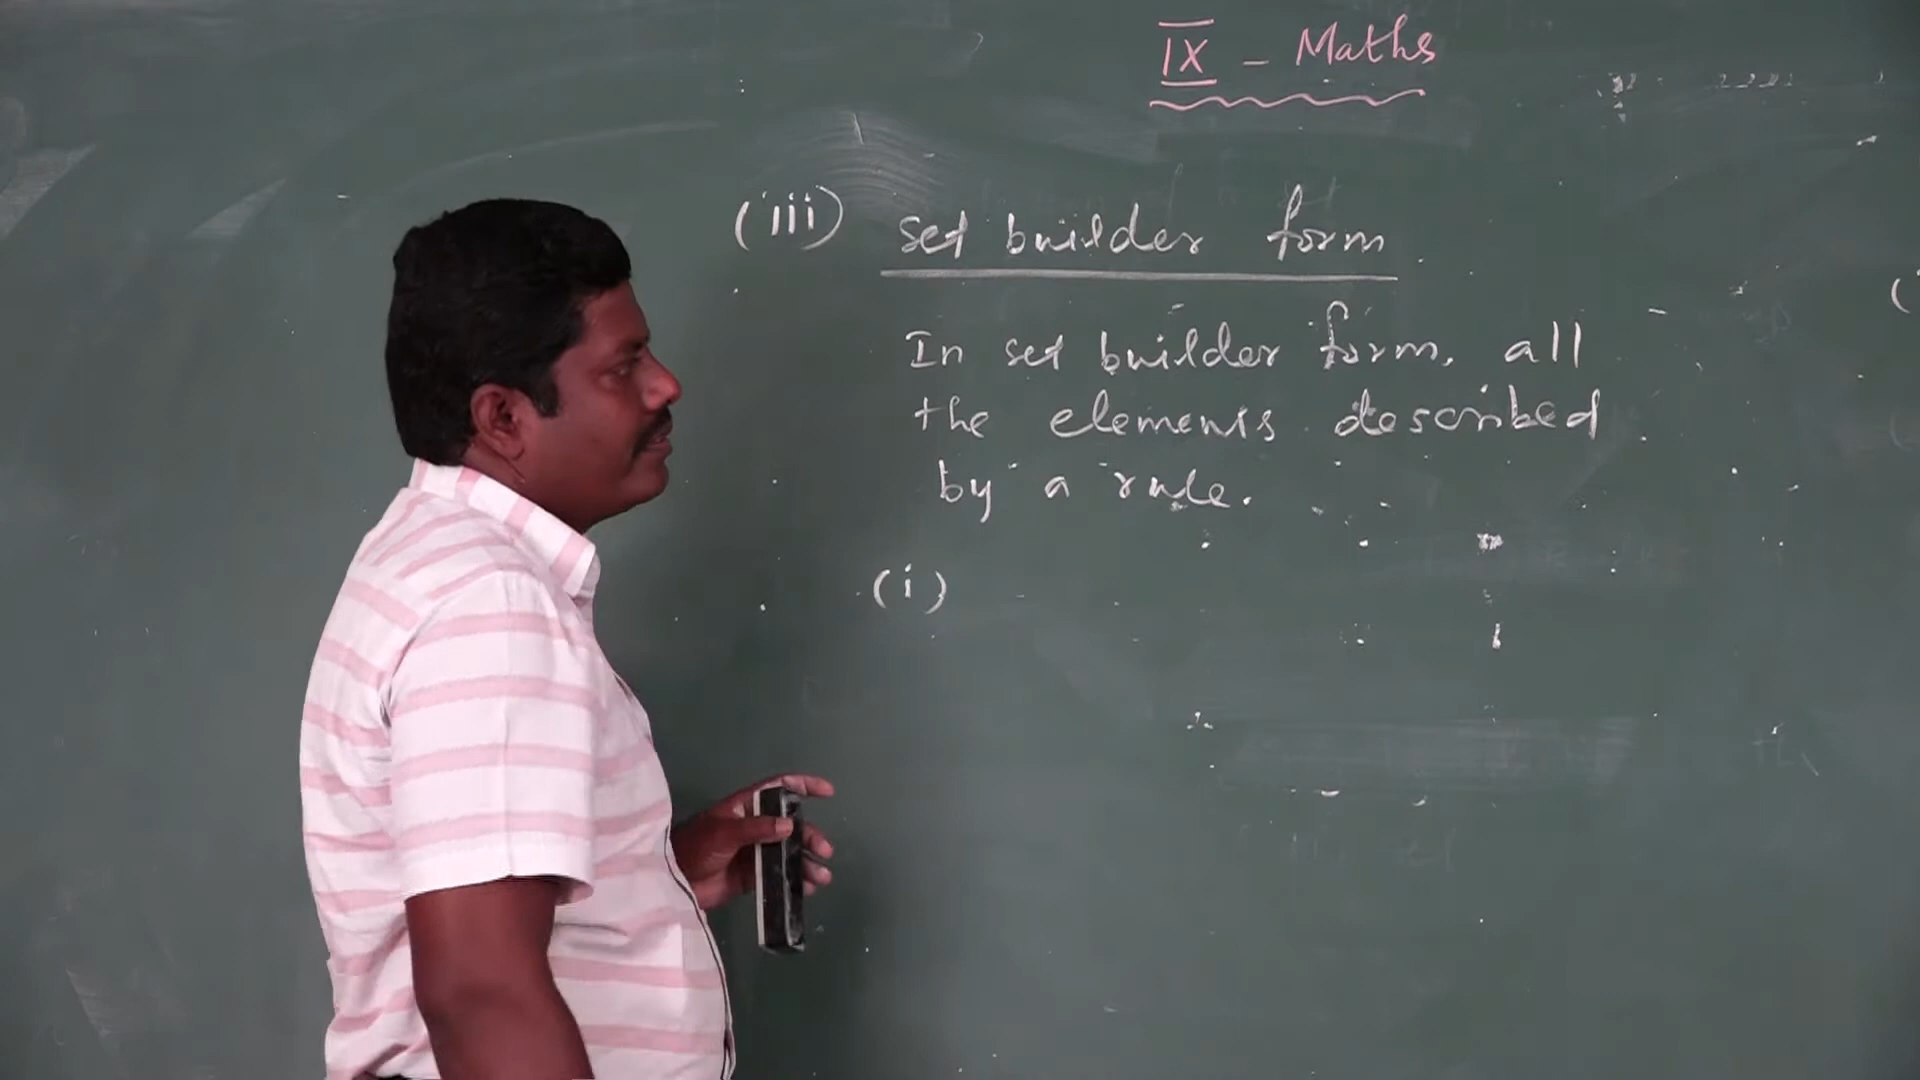 IX - Maths
(iii) set builder form
In set builder form, all
the elements described
by a rule.
(i)